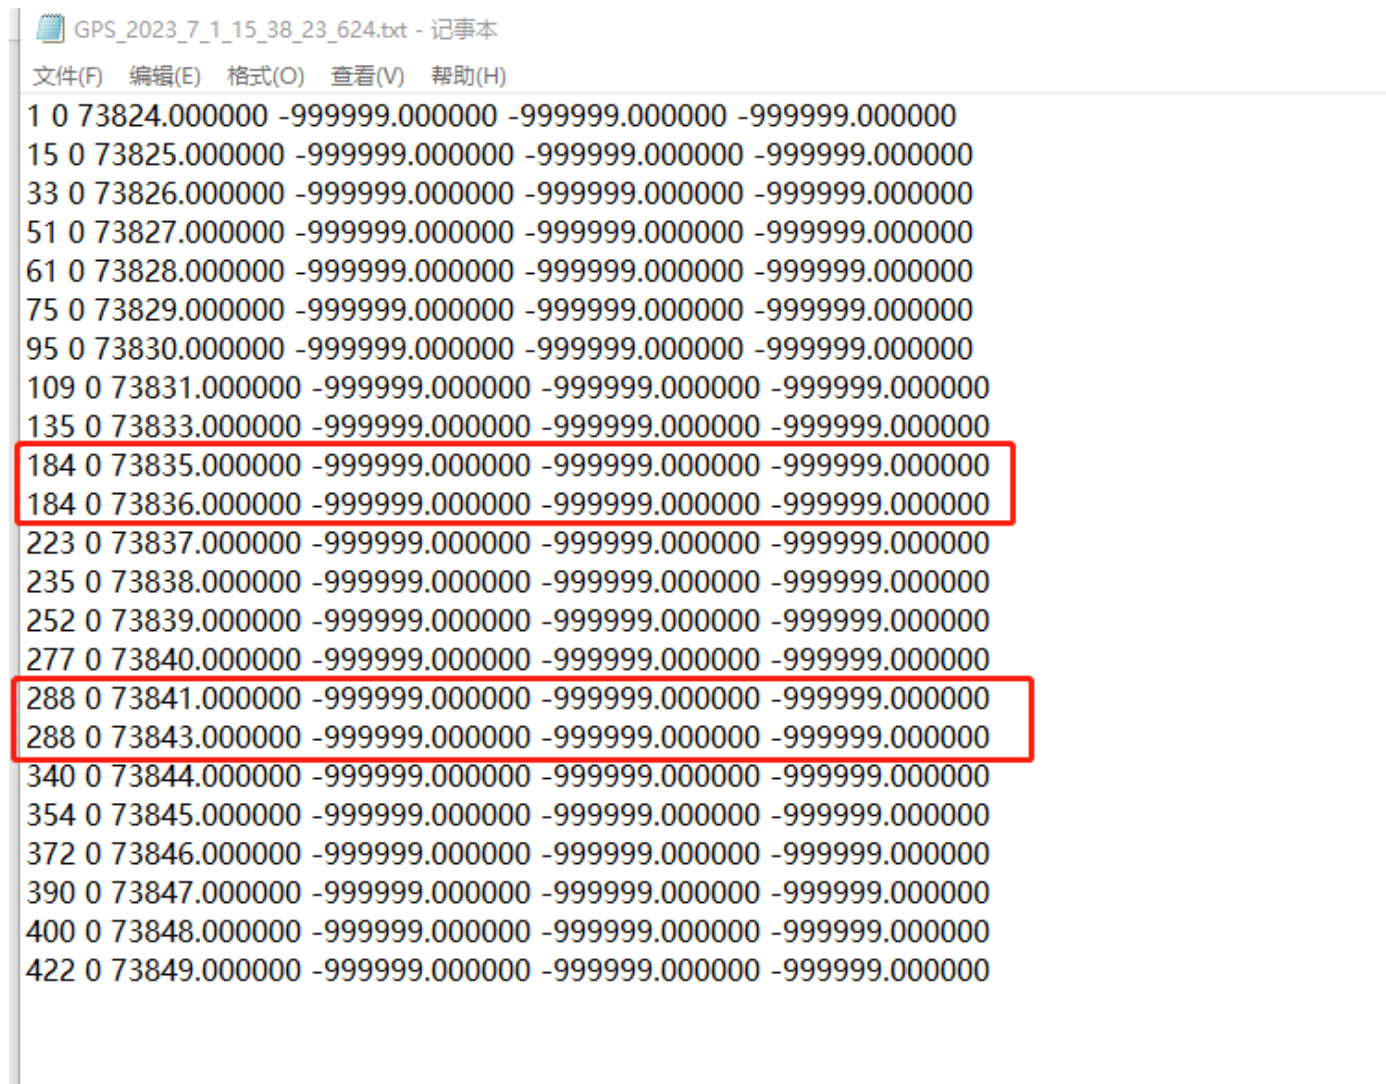 GPS_2023_7_1_15_38_23_624.txt - 记事本
文件(F) 编辑(E) 格式(O) 查看(V) 帮助(H)
1 0 73824.000000 -999999.000000 -999999.000000 -999999.000000
15 0 73825.000000 -999999.000000 -999999.000000 -999999.000000
33 0 73826.000000 -999999.000000 -999999.000000 -999999.000000
51 0 73827.000000 -999999.000000 -999999.000000 -999999.000000
61 0 73828.000000 -999999.000000 -999999.000000 -999999.000000
75 0 73829.000000 -999999.000000 -999999.000000 -999999.000000
95 0 73830.000000 -999999.000000 -999999.000000 -999999.000000
109 0 73831.000000 -999999.000000 -999999.000000 -999999.000000
135 0 73833.000000 -999999.000000 -999999.000000 -999999.000000
184 0 73835.000000 -999999.000000 -999999.000000 -999999.000000
184 0 73836.000000 -999999.000000 -999999.000000 -999999.000000
223 0 73837.000000 -999999.000000 -999999.000000 -999999.000000
235 0 73838.000000 -999999.000000 -999999.000000 -999999.000000
252 0 73839.000000 -999999.000000 -999999.000000 -999999.000000
277 0 73840.000000 -999999.000000 -999999.000000 -999999.000000
288 0 73841.000000 -999999.000000 -999999.000000 -999999.000000
288 0 73843.000000 -999999.000000 -999999.000000 -999999.000000
340 0 73844.000000 -999999.000000 -999999.000000 -999999.000000
354 0 73845.000000 -999999.000000 -999999.000000 -999999.000000
372 0 73846.000000 -999999.000000 -999999.000000 -999999.000000
390 0 73847.000000 -999999.000000 -999999.000000 -999999.000000
400 0 73848.000000 -999999.000000 -999999.000000 -999999.000000
422 0 73849.000000 -999999.000000 -999999.000000 -999999.000000